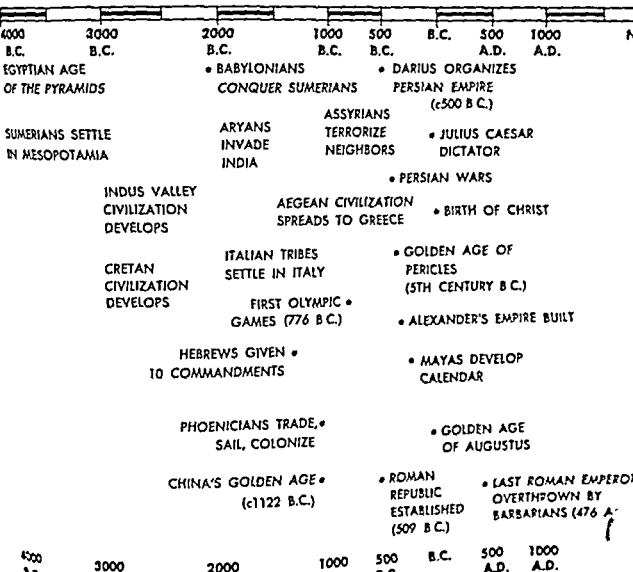 4000 3000 2000 1000 500 B.C. 500 1000
B.C. B.C. B.C. B.C. B.C. A.D. A.D.
EGYPTIAN AGE
OF THE PYRAMIDS
• BABYLONIANS
CONQUER SUMERIANS
• DARIUS ORGANIZES
PERSIAN EMPIRE
(c500 B C.)
SUMERIANS SETTLE
IN MESOPOTAMIA
ARYANS
INVADE
INDIA
ASSYRIANS
TERRORIZE
NEIGHBORS
• JULIUS CAESAR
DICTATOR
• PERSIAN WARS
INDUS VALLEY
CIVILIZATION
DEVELOPS
AEGEAN CIVILIZATION
SPREADS TO GREECE
• BIRTH OF CHRIST
CRETAN
CIVILIZATION
DEVELOPS
ITALIAN TRIBES
SETTLE IN ITALY
• GOLDEN AGE OF
PERICLES
(5TH CENTURY B C.)
FIRST OLYMPIC •
GAMES (776 B C.)
• ALEXANDER'S EMPIRE BUILT
HEBREWS GIVEN •
10 COMMANDMENTS
• MAYAS DEVELOP
CALENDAR
PHOENICIANS TRADE, •
SAIL, COLONIZE
• GOLDEN AGE
OF AUGUSTUS
CHINA'S GOLDEN AGE •
(c1122 B.C.)
• ROMAN
REPUBLIC
ESTABLISHED
(509 B C.)
• LAST ROMAN EMPEROR
OVERTHROWN BY
BARBARIANS (476 A
4000 3000 2000 1000 500 B.C. 500 1000
A.D. A.D.